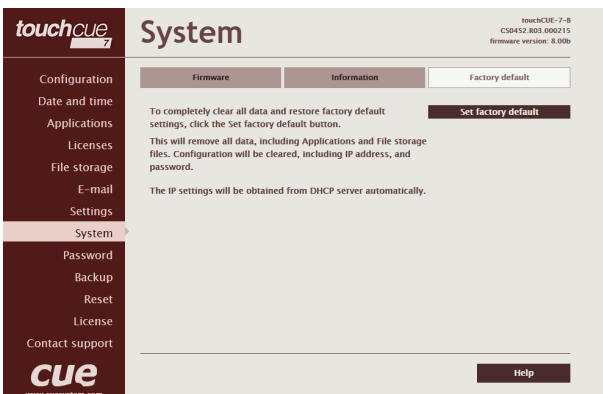 touchcue
7
System
touchCUE-7-B
CS0452.R03.000215
firmware version: 8.00b
Configuration
Date and time
Applications
Licenses
File storage
E-mail
Settings
System
Password
Backup
Reset
License
Contact support
cue
Firmware
Information
Factory default
To completely clear all data and restore factory default
settings, click the Set factory default button.
Set factory default
This will remove all data, including Applications and File storage
files. Configuration will be cleared, including IP address, and
password.
The IP settings will be obtained from DHCP server automatically.
Help